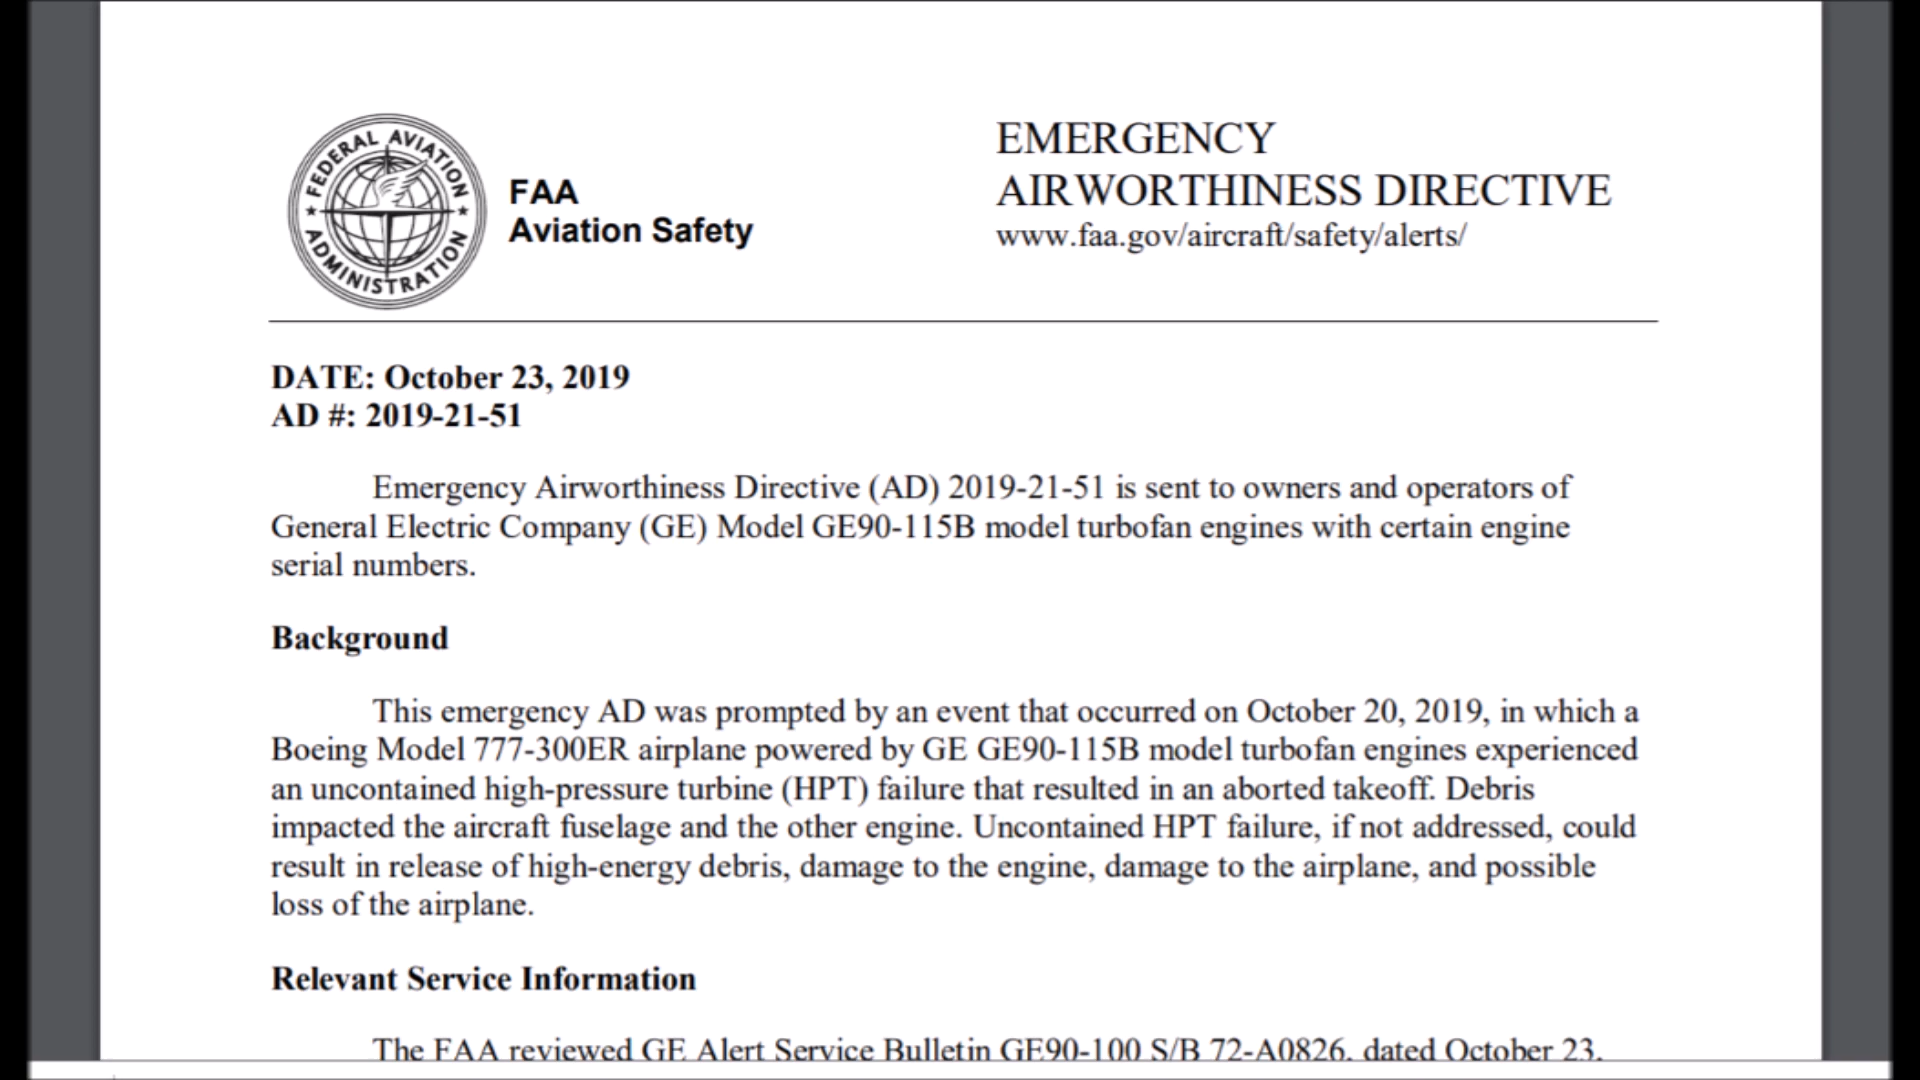 FEDERAL AVIATION
ADMINISTRATION
FAA
Aviation Safety
EMERGENCY
AIRWORTHINESS DIRECTIVE
www.faa.gov/aircraft/safety/alerts/
DATE: October 23, 2019
AD #: 2019-21-51
Emergency Airworthiness Directive (AD) 2019-21-51 is sent to owners and operators of
General Electric Company (GE) Model GE90-115B model turbofan engines with certain engine
serial numbers.
Background
This emergency AD was prompted by an event that occurred on October 20, 2019, in which a
Boeing Model 777-300ER airplane powered by GE GE90-115B model turbofan engines experienced
an uncontained high-pressure turbine (HPT) failure that resulted in an aborted takeoff. Debris
impacted the aircraft fuselage and the other engine. Uncontained HPT failure, if not addressed, could
result in release of high-energy debris, damage to the engine, damage to the airplane, and possible
loss of the airplane.
Relevant Service Information
The FAA reviewed GE Alert Service Bulletin GE90-100 S/B 72-A0826, dated October 23,